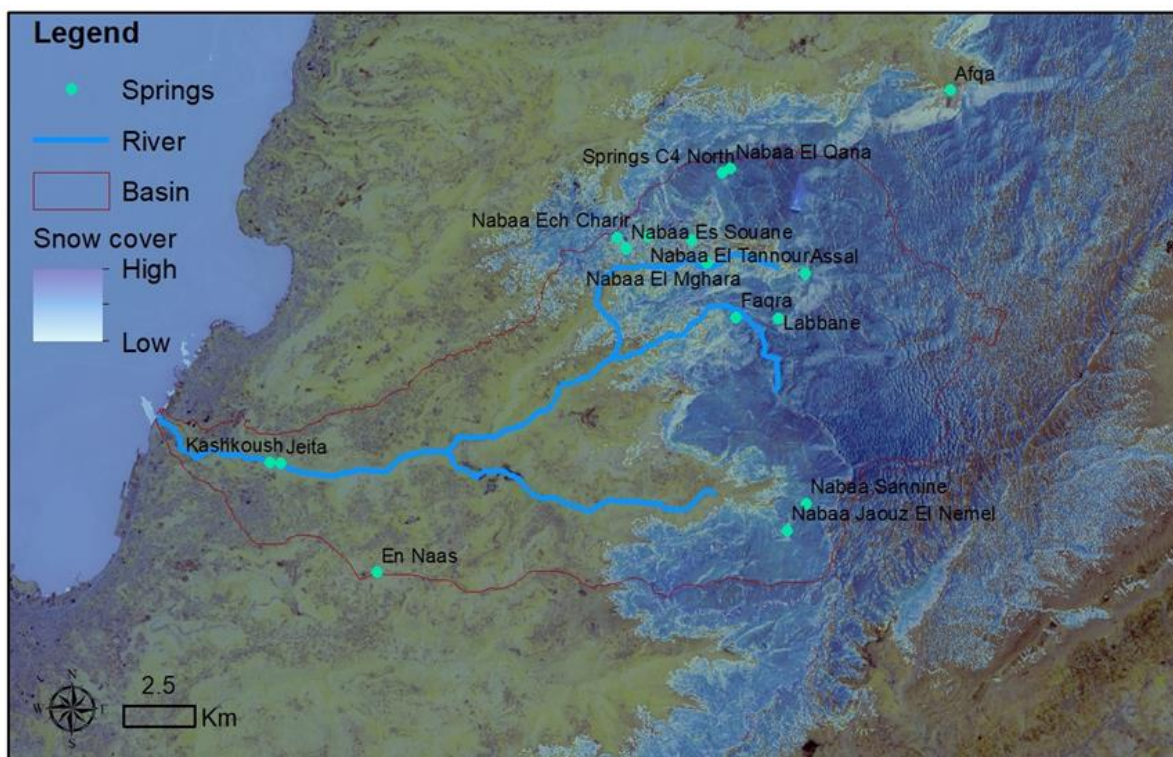 Legend
Springs
River
Basin
Snow cover
High
Low
Afqa
Springs C4 North
Nabaa El Qana
Nabaa Ech Charir
Nabaa Es Souane
Nabaa El Tannour
Assal
Nabaa El Mghara
Faqra
Labbane
Kashkoush
Jeita
Nabaa Sannine
Nabaa Jaouz El Nemel
En Naas
N
W
E
S
2.5
Km